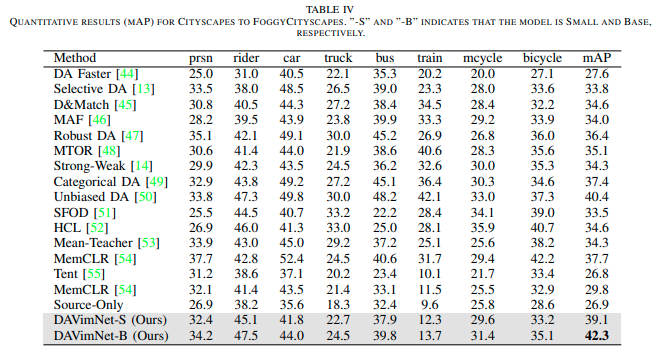 TABLE IV
QUANTITATIVE RESULTS (MAP) FOR CITYSCAPES TO FOGGYCITYSCAPES. "-S" AND "-B" INDICATES THAT THE MODEL IS SMALL AND BASE,
RESPECTIVELY.
Method prsn rider car truck bus train mcycle bicycle mAP
DA Faster [44] 25.0 31.0 40.5 22.1 35.3 20.2 20.0 27.1 27.6
Selective DA [13] 33.5 38.0 48.5 26.5 39.0 23.3 28.0 33.6 33.8
D&Match [45] 30.8 40.5 44.3 27.2 38.4 34.5 28.4 32.2 34.6
MAF [46] 28.2 39.5 43.9 23.8 39.9 33.3 29.2 33.9 34.0
Robust DA [47] 35.1 42.1 49.1 30.0 45.2 26.9 26.8 36.0 36.4
MTOR [48] 30.6 41.4 44.0 21.9 38.6 40.6 28.3 35.6 35.1
Strong-Weak [14] 29.9 42.3 43.5 24.5 36.2 32.6 30.0 35.3 34.3
Categorical DA [49] 32.9 43.8 49.2 27.2 45.1 36.4 30.3 34.6 37.4
Unbiased DA [50] 33.8 47.3 49.8 30.0 48.2 42.1 33.0 37.3 40.4
SFOD [51] 25.5 44.5 40.7 33.2 22.2 28.4 34.1 39.0 33.5
HCL [52] 26.9 46.0 41.3 33.0 25.0 28.1 35.9 40.7 34.6
Mean-Teacher [53] 33.9 43.0 45.0 29.2 37.2 25.1 25.6 38.2 34.3
MemCLR [54] 37.7 42.8 52.4 24.5 40.6 31.7 29.4 42.2 37.7
Tent [55] 31.2 38.6 37.1 20.2 23.4 10.1 21.7 33.4 26.8
MemCLR [54] 32.1 41.4 43.5 21.4 33.1 11.5 25.5 32.9 29.8
Source-Only 26.9 38.2 35.6 18.3 32.4 9.6 25.8 28.6 26.9
DAVimNet-S (Ours) 32.4 45.1 41.8 22.7 37.9 12.3 29.6 33.2 39.1
DAVimNet-B (Ours) 34.2 47.5 44.0 24.5 39.8 13.7 31.4 35.1 42.3